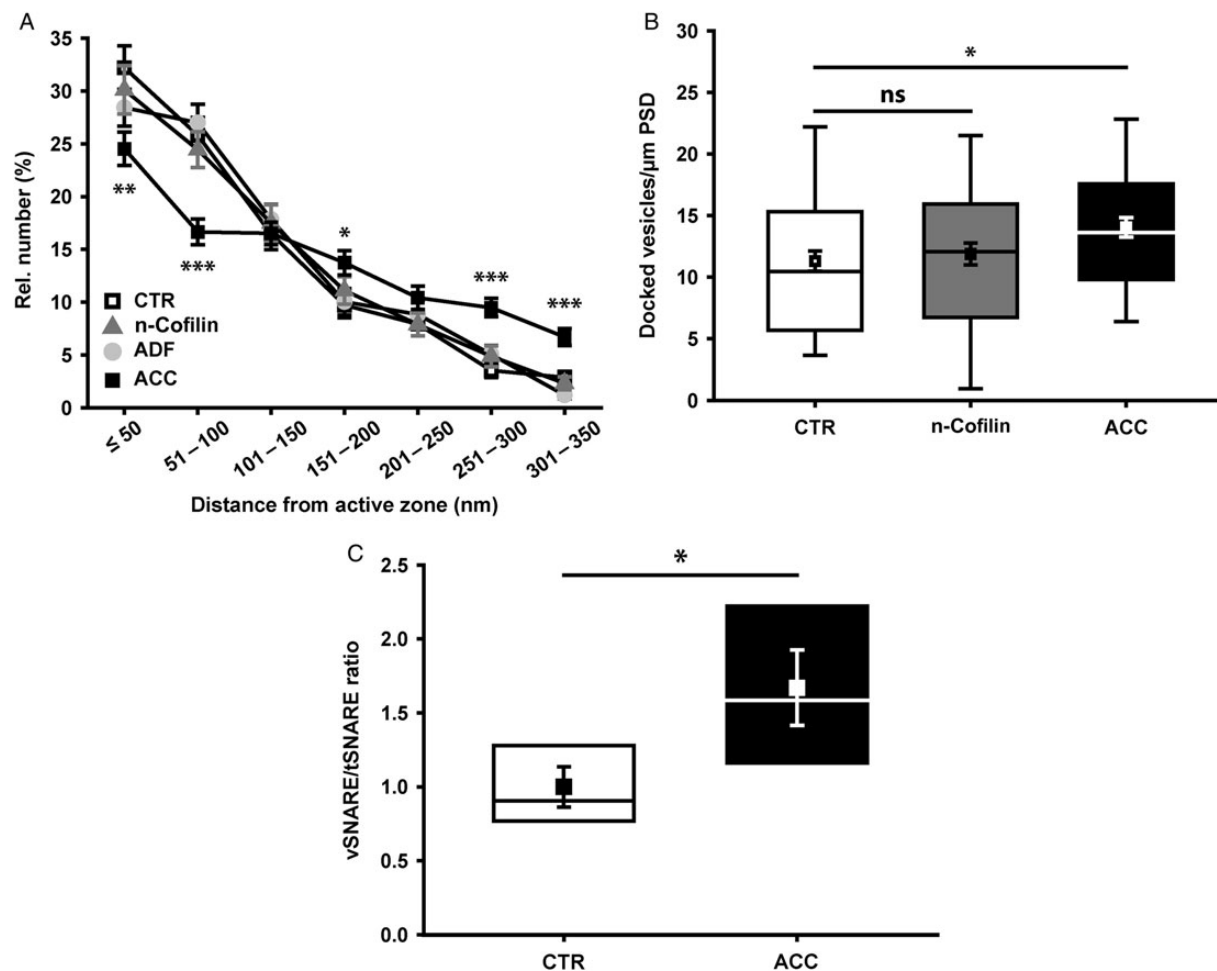 A
35
30
25
20
15
10
5
0
Rel. number (%)
**
***
*
***
***
CTR
n-Cofilin
ADF
ACC
≤ 50
51–100
101–150
151–200
201–250
251–300
301–350
Distance from active zone (nm)
B
30
25
20
15
10
5
0
Docked vesicles/μm PSD
*
ns
CTR
n-Cofilin
ACC
C
2.5
2.0
1.5
1.0
0.5
0.0
vSNARE/tSNARE ratio
*
CTR
ACC